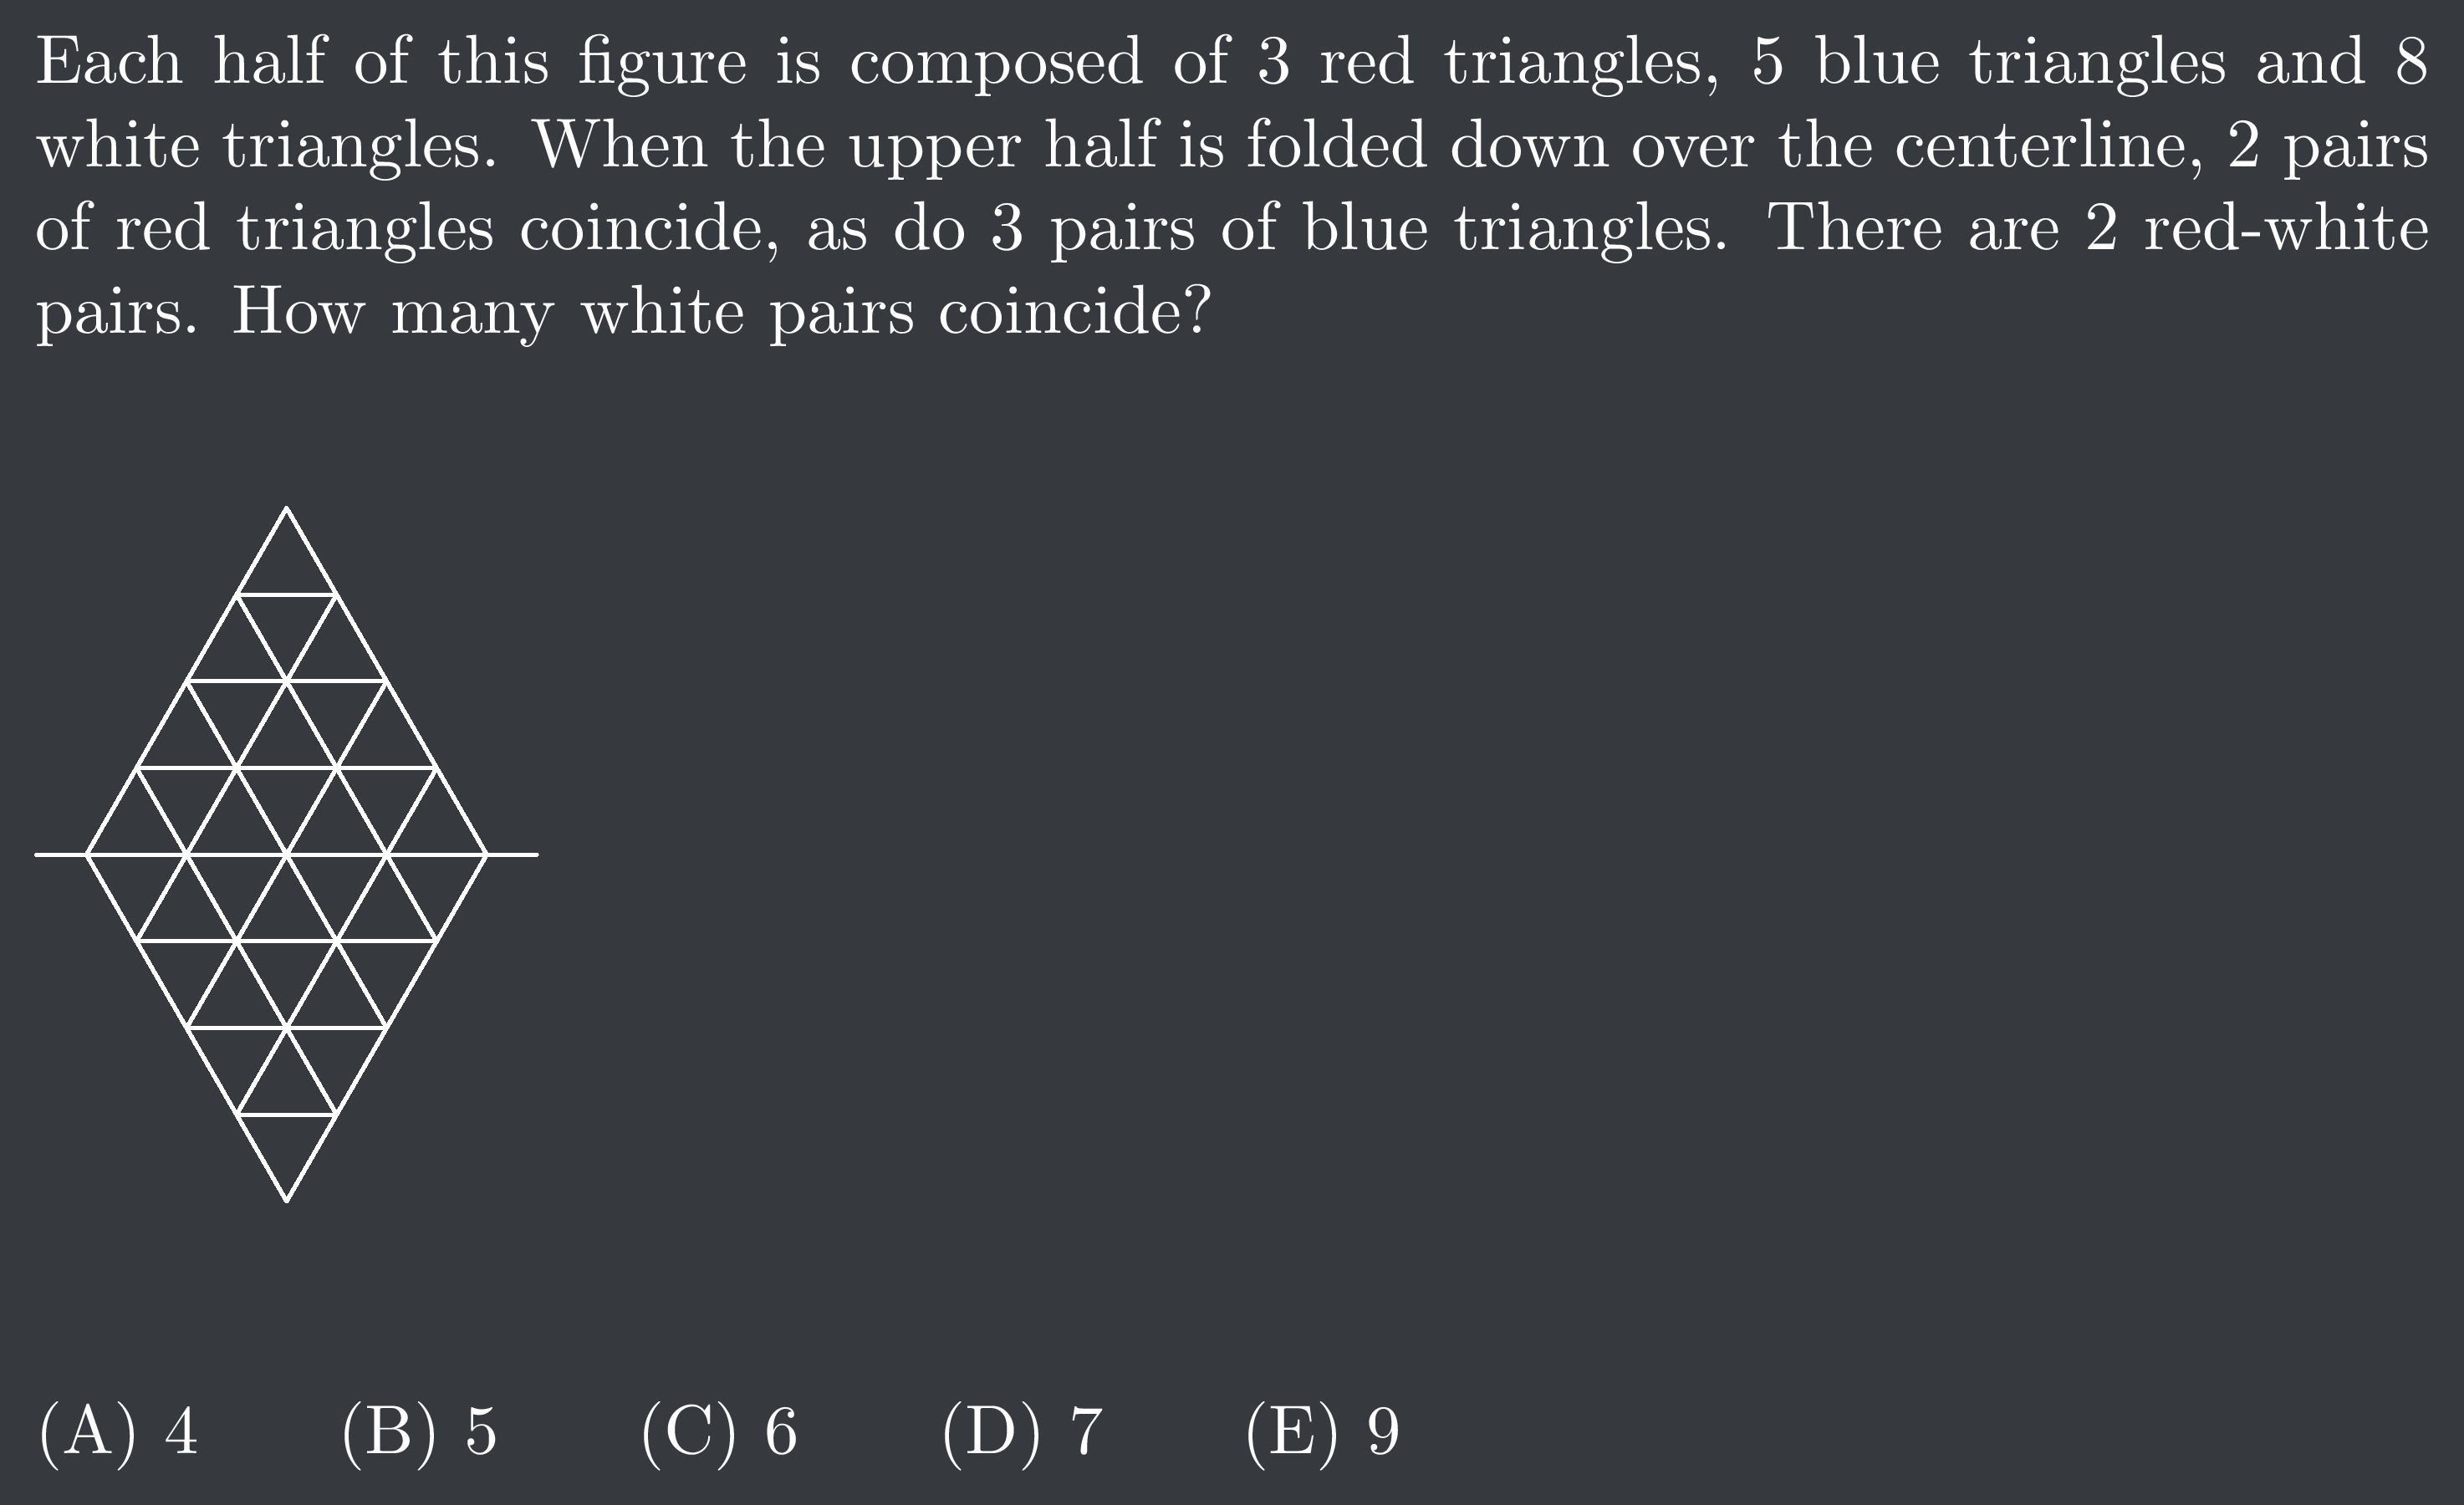 Each half of this figure is composed of 3 red triangles, 5 blue triangles and 8
white triangles. When the upper half is folded down over the centerline, 2 pairs
of red triangles coincide, as do 3 pairs of blue triangles. There are 2 red-white
pairs. How many white pairs coincide?
(A) 4 (B) 5 (C) 6 (D) 7 (E) 9